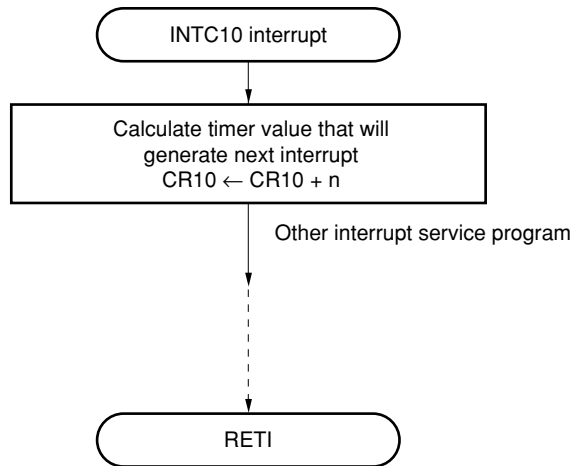 INTC10 interrupt
Calculate timer value that will
generate next interrupt
CR10 ← CR10 + n
Other interrupt service program
RETI